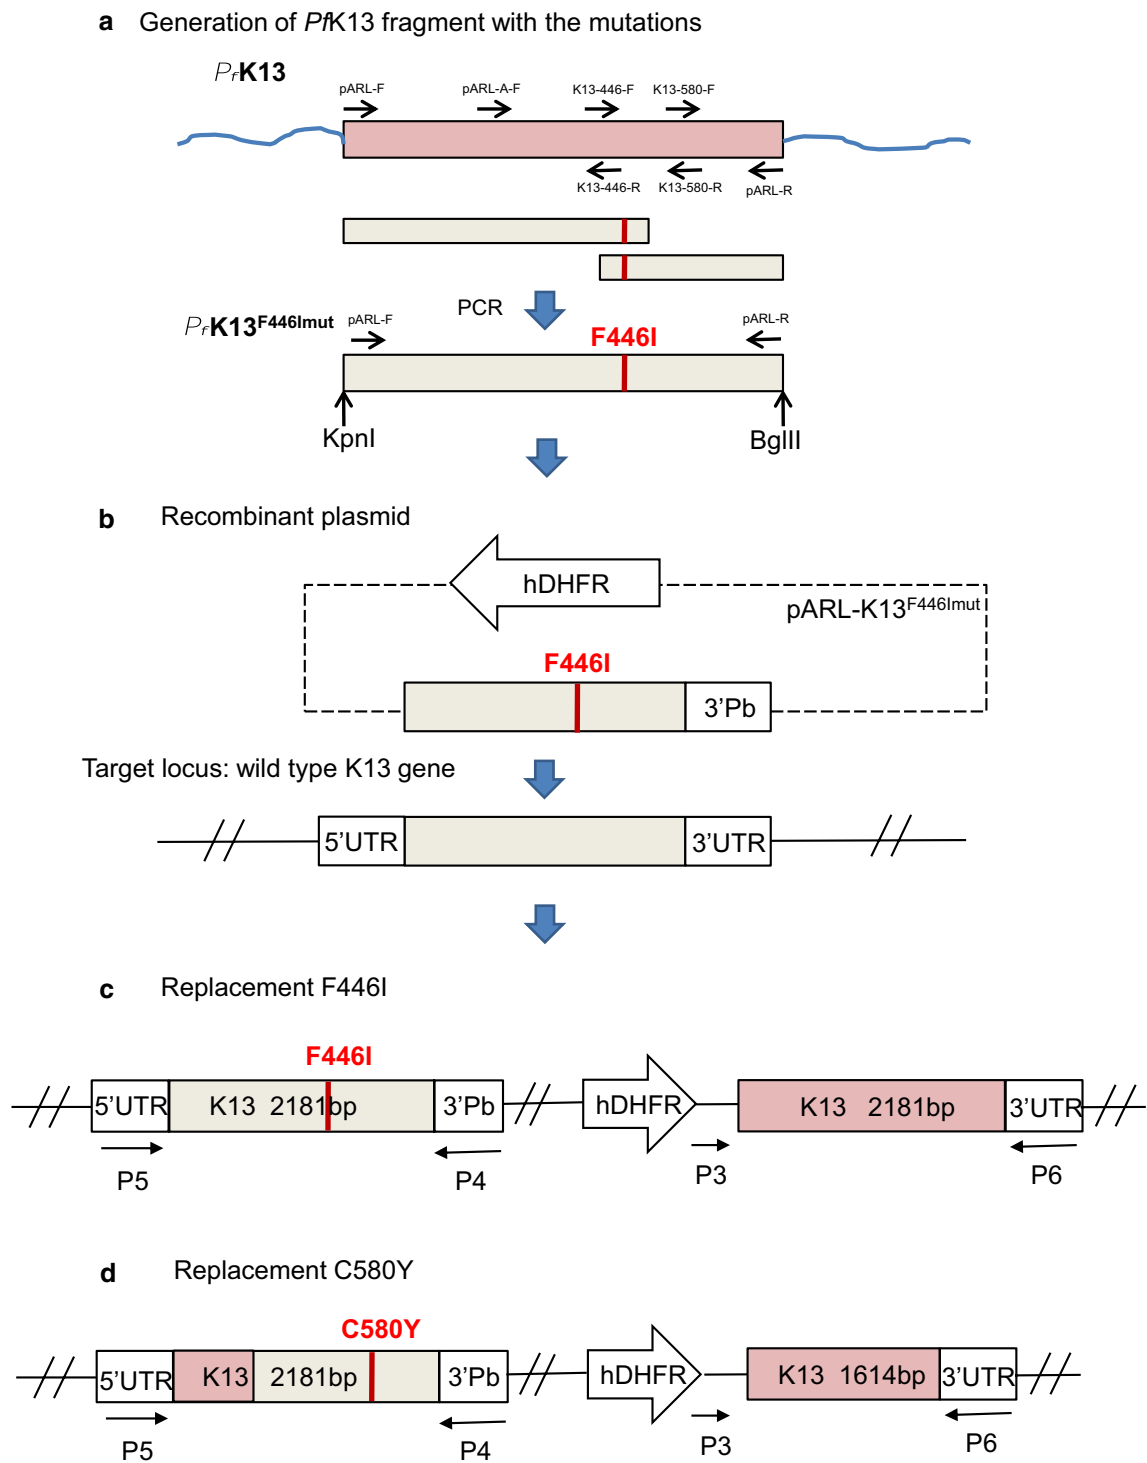 a Generation of PfK13 fragment with the mutations
PfK13
pARL-F pARL-A-F K13-446-F K13-580-F
K13-446-R K13-580-R pARL-R
PCR
PfK13F446Imut pARL-F pARL-R
F446I
KpnI BglII
b Recombinant plasmid
hDHFR
pARL-K13F446Imut
F446I
3’Pb
Target locus: wild type K13 gene
5’UTR 3’UTR
c Replacement F446I
F446I
5’UTR K13 2181bp 3’Pb hDHFR K13 2181bp 3’UTR
P5 P4 P3 P6
d Replacement C580Y
C580Y
5’UTR K13 2181bp 3’Pb hDHFR K13 1614bp 3’UTR
P5 P4 P3 P6